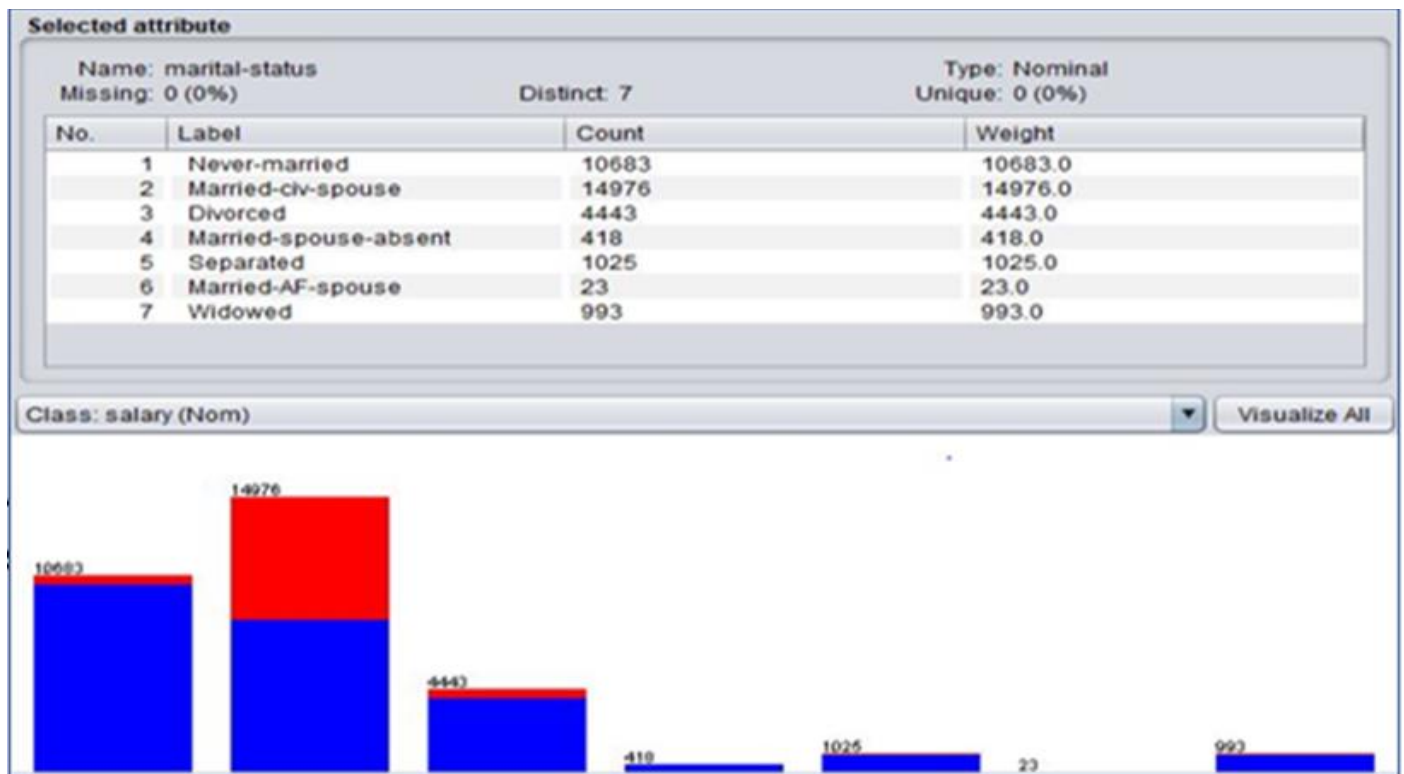 Selected attribute
Name: marital-status Type: Nominal
Missing: 0 (0%) Distinct: 7 Unique: 0 (0%)
No. Label Count Weight
1 Never-married 10683 10683.0
2 Married-civ-spouse 14976 14976.0
3 Divorced 4443 4443.0
4 Married-spouse-absent 418 418.0
5 Separated 1025 1025.0
6 Married-AF-spouse 23 23.0
7 Widowed 993 993.0
Class: salary (Nom) Visualize All
14976
10683
4443
418 1025 23 993